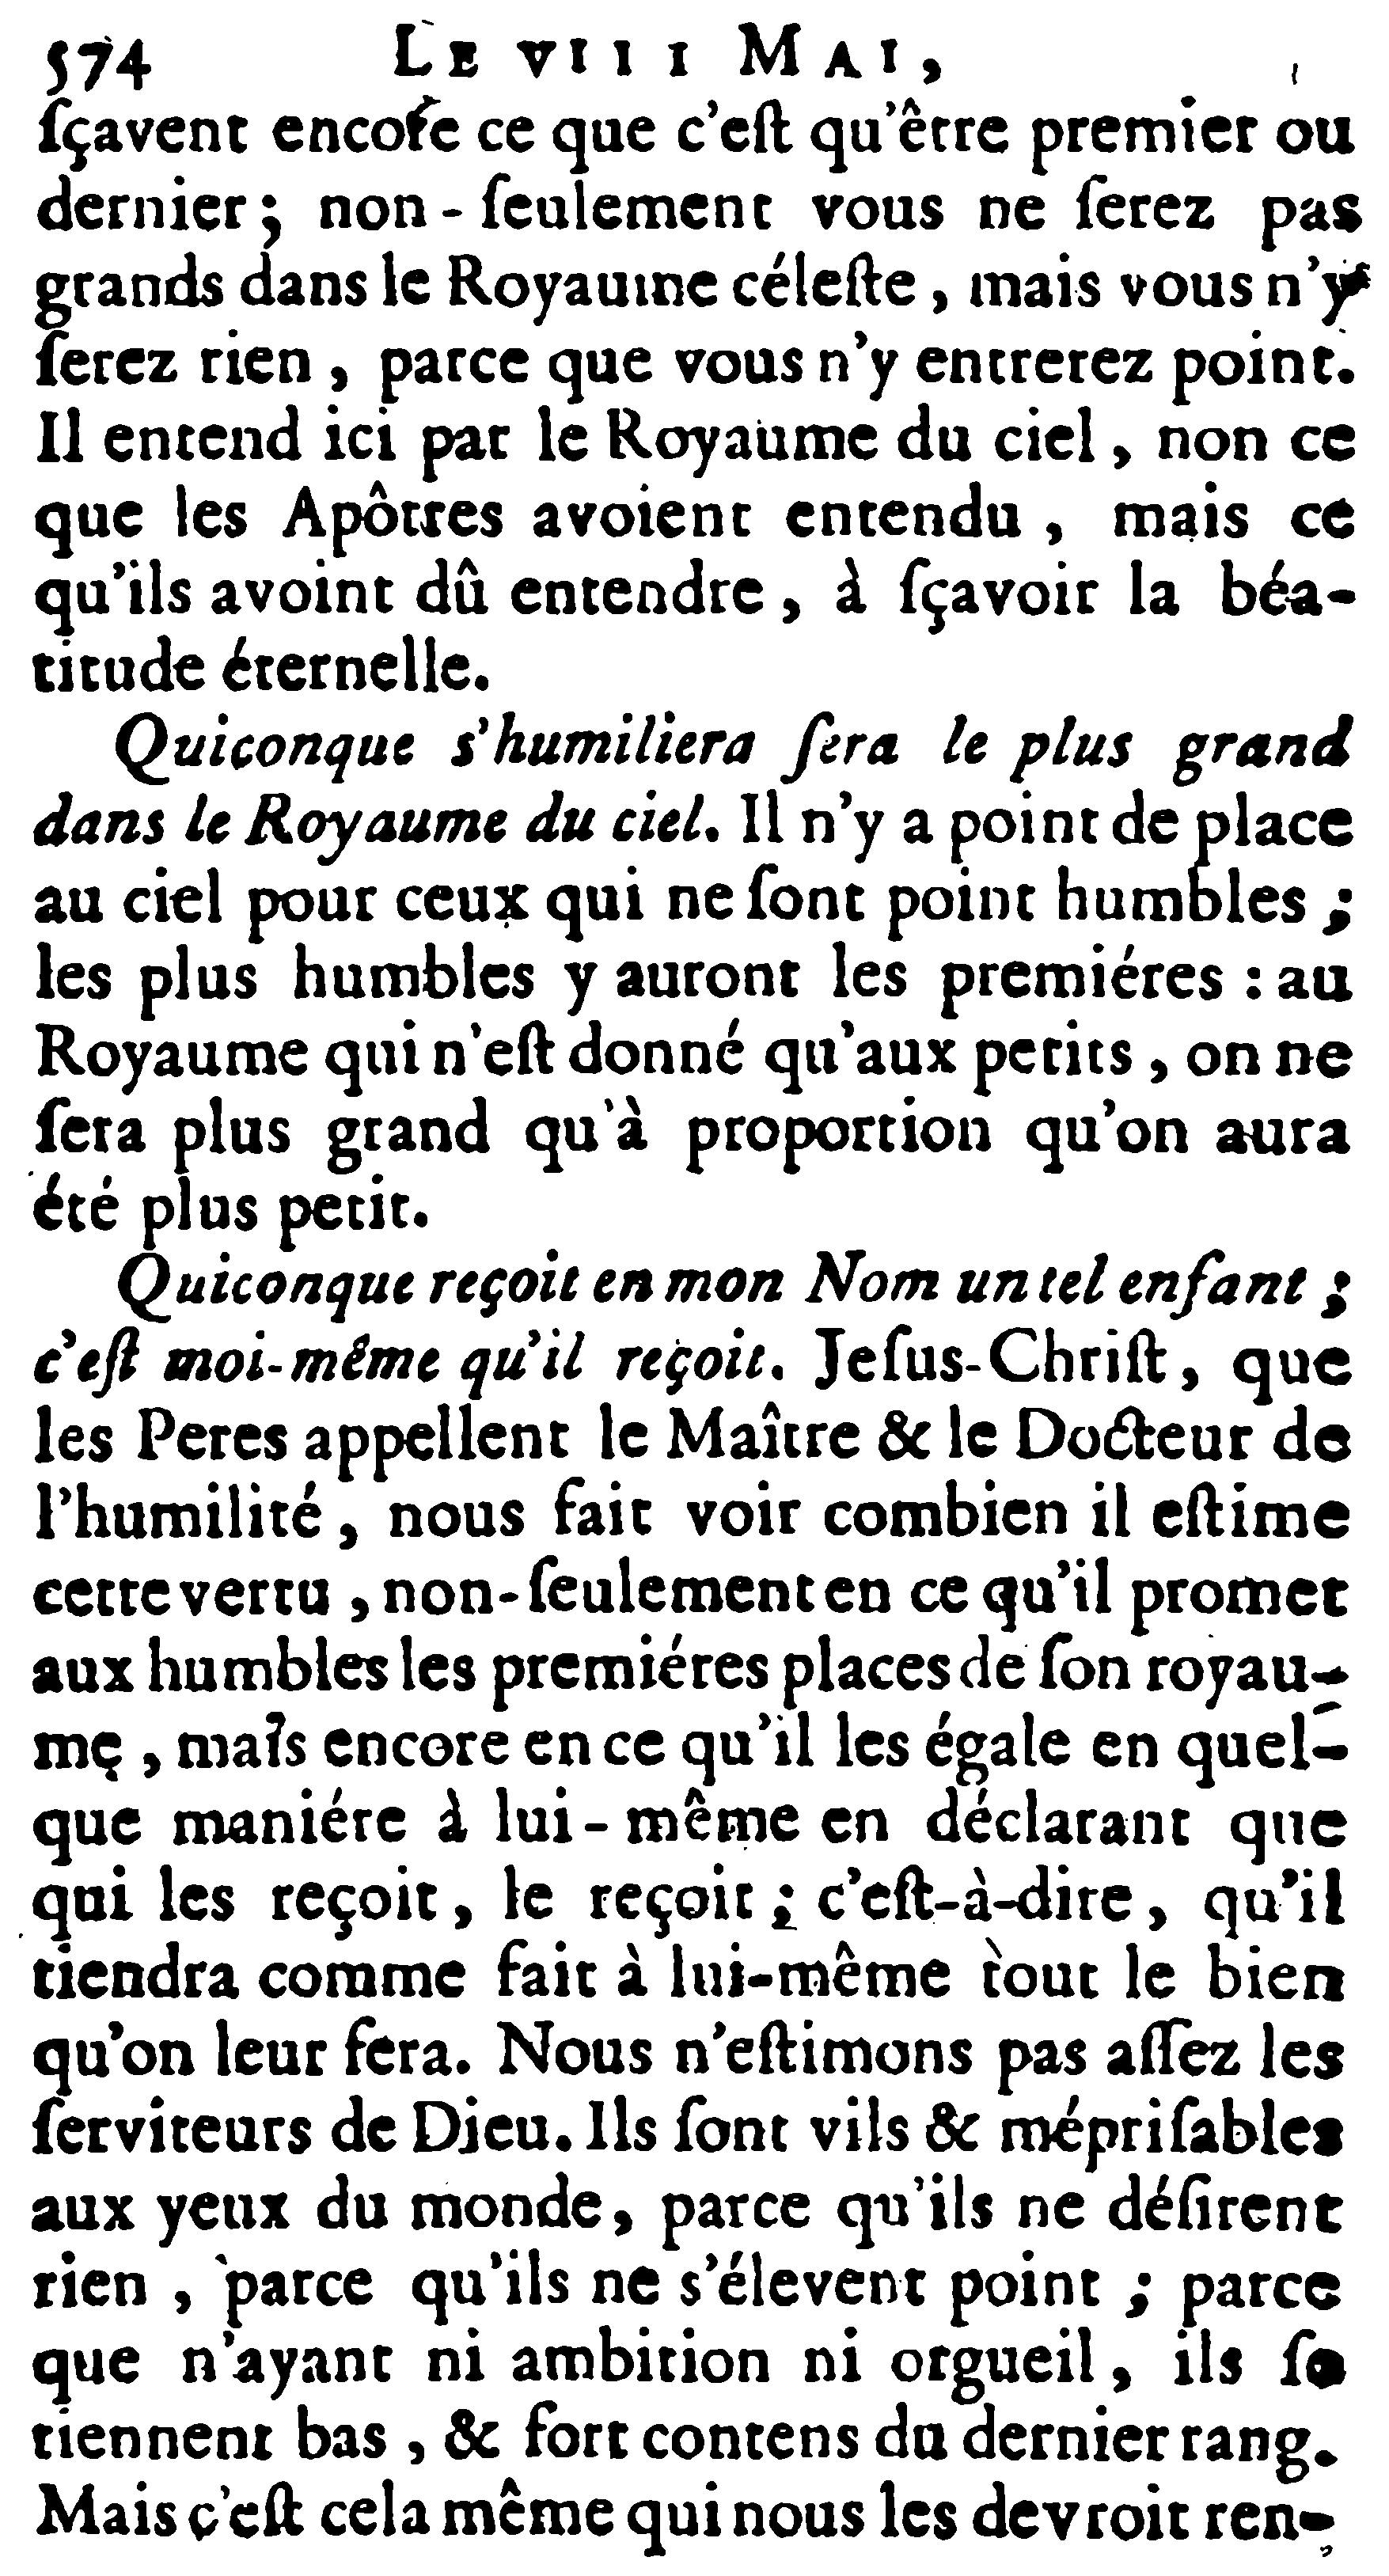 574 LE VIII MAI,
ſçavent encore ce que c'eſt qu'être premier ou
dernier; non-ſeulement vous ne ſerez pas
grands dans le Royaume céleſte, mais vous n'y
ſerez rien, parce que vous n'y entrerez point.
Il entend ici par le Royaume du ciel, non ce
que les Apôtres avoient entendu, mais ce
qu'ils avoint dû entendre, à ſçavoir la béa-
titude éternelle.
Quiconque s'humiliera ſera le plus grand
dans le Royaume du ciel. Il n'y a point de place
au ciel pour ceux qui ne ſont point humbles;
les plus humbles y auront les premiéres: au
Royaume qui n'eſt donné qu'aux petits, on ne
ſera plus grand qu'à proportion qu'on aura
été plus petit.
Quiconque reçoit en mon Nom un tel enfant;
c'eſt moi-même qu'il reçoit. Jeſus-Chriſt, que
les Peres appellent le Maître & le Docteur de
l'humilité, nous fait voir combien il eſtime
cette vertu, non-ſeulement en ce qu'il promet
aux humbles les premiéres places de ſon royau-
me, mais encore en ce qu'il les égale en quel-
que maniére à lui-même en déclarant que
qui les reçoit, le reçoit; c'eſt-à-dire, qu'il
tiendra comme fait à lui-même tout le bien
qu'on leur fera. Nous n'eſtimons pas aſſez les
ſerviteurs de Dieu. Ils ſont vils & mépriſables
aux yeux du monde, parce qu'ils ne déſirent
rien, parce qu'ils ne s'élevent point; parce
que n'ayant ni ambition ni orgueil, ils ſe
tiennent bas, & fort contens du dernier rang.
Mais c'eſt cela même qui nous les devroit ren-